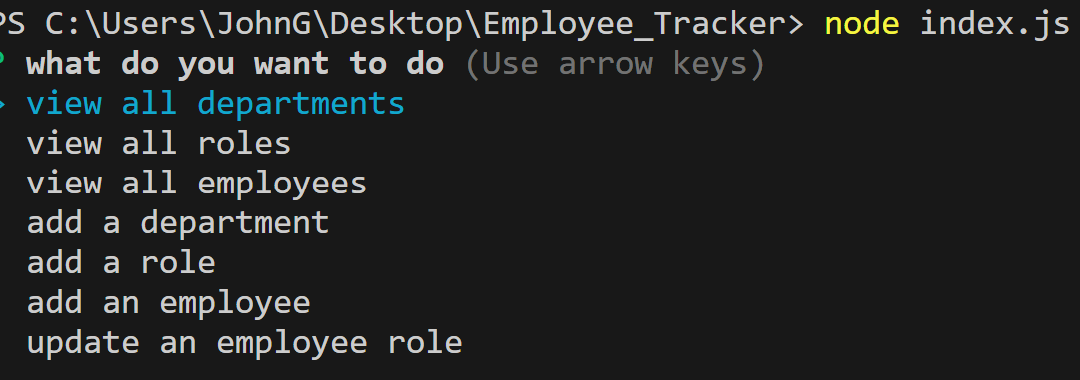 PS C:\Users\JohnG\Desktop\Employee_Tracker> node index.js
? what do you want to do (Use arrow keys)
> view all departments
view all roles
view all employees
add a department
add a role
add an employee
update an employee role